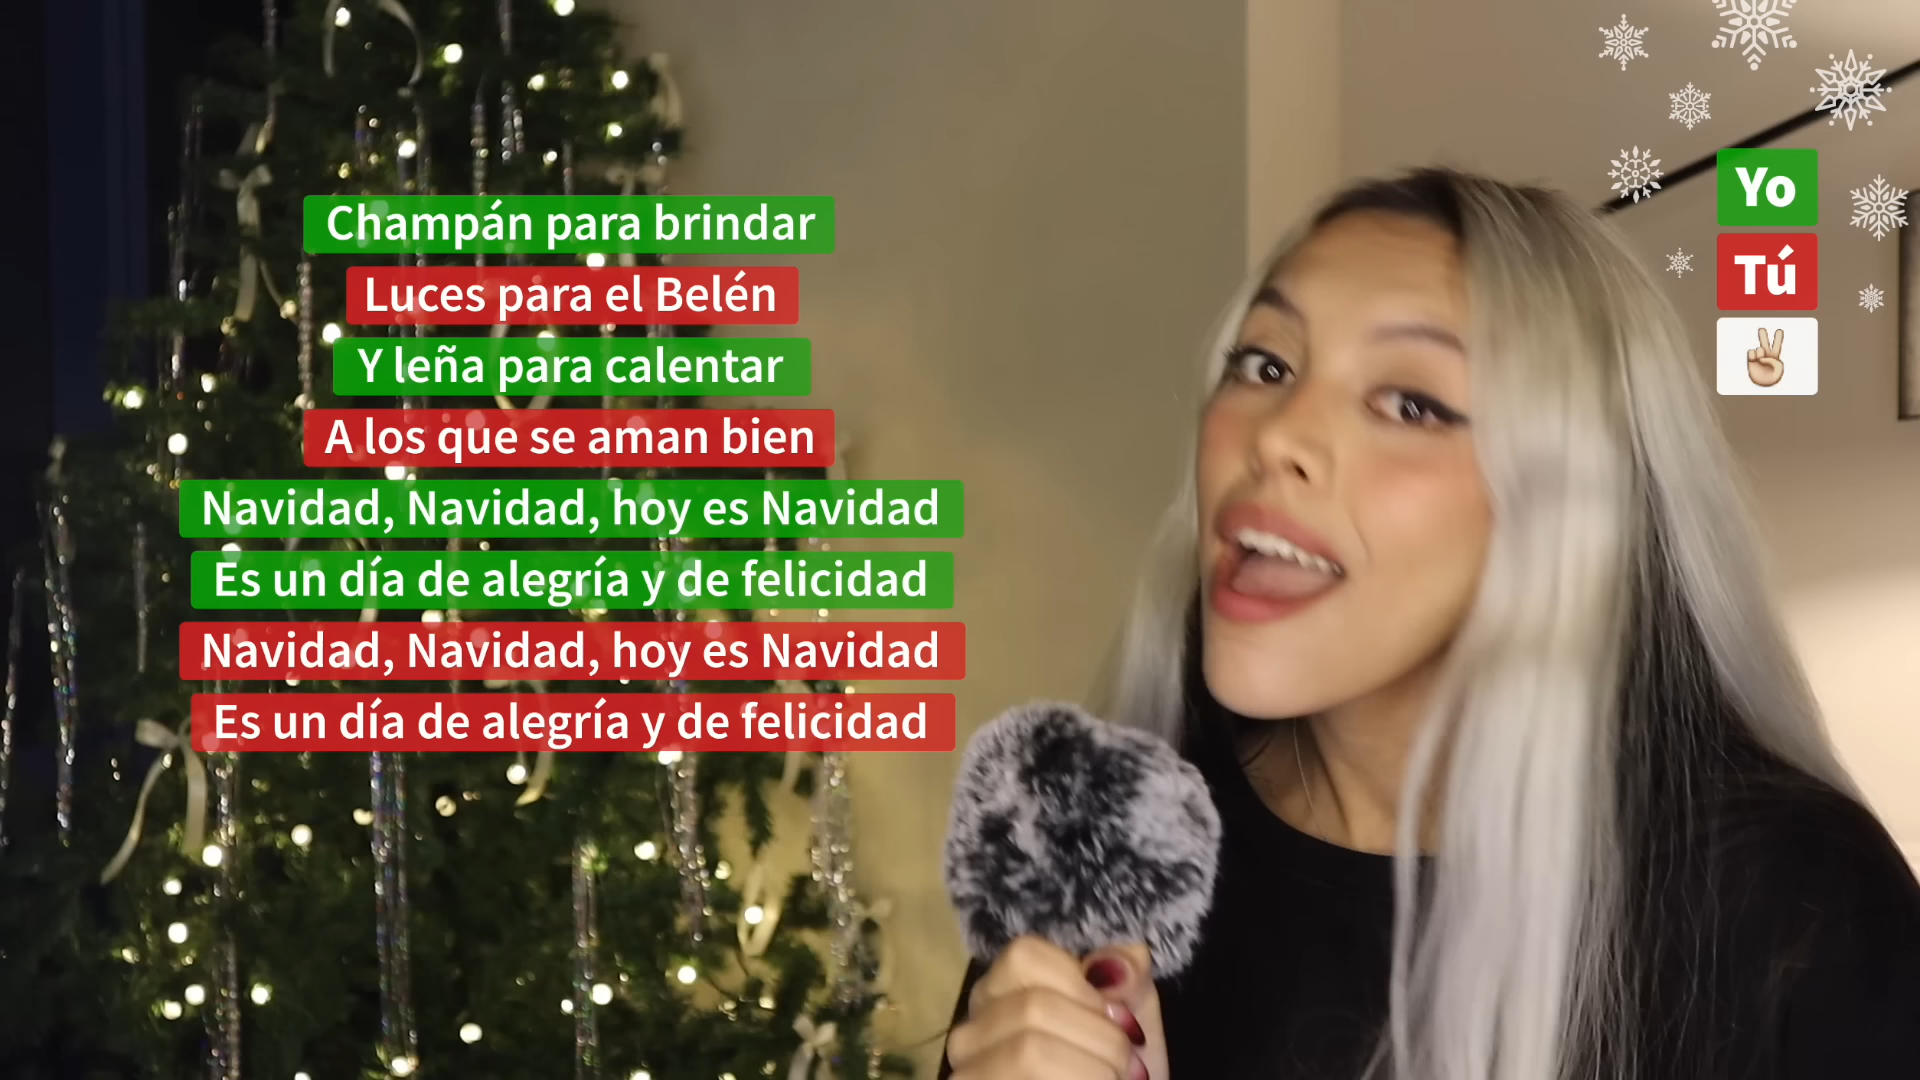 Champán para brindar
Luces para el Belén
Y leña para calentar
A los que se aman bien
Navidad, Navidad, hoy es Navidad
Es un día de alegría y de felicidad
Navidad, Navidad, hoy es Navidad
Es un día de alegría y de felicidad
Yo
Tú